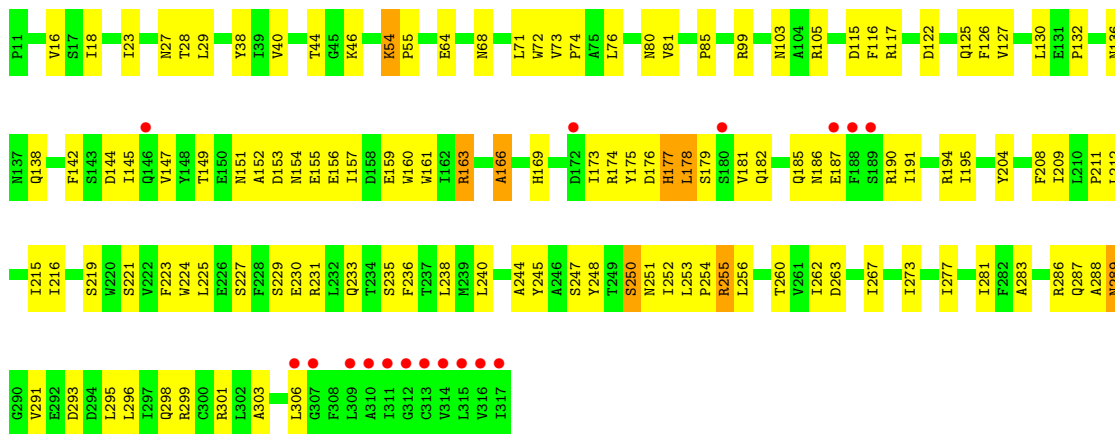 P11 V16 S17 I18 I23 N27 T28 L29 Y38 I39 V40 T44 G45 K46 K54 P55 E64 N68 L71 W72 V73 P74 A75 L76 N80 V81 P85 R99 N103 A104 R105 D115 F116 R117 D122 Q125 F126 V127 L130 E131 P132 N136
N137 Q138 F142 S143 D144 I145 Q146 V147 Y148 T149 E150 N151 A152 D153 N154 E155 E156 I157 D158 E159 W160 W161 I162 R163 A166 H169 D172 I173 R174 Y175 D176 H177 L178 S179 S180 V181 Q182 Q185 N186 E187 F188 S189 R190 I191 R194 I195 Y204 F208 I209 L210 P211 L212
I215 I216 S219 W220 S221 V222 F223 W224 L225 E226 S227 F228 S229 E230 R231 L232 Q233 T234 S235 F236 T237 L238 M239 L240 A244 Y245 A246 S247 Y248 T249 S250 N251 I252 L253 P254 R255 L256 T260 V261 I262 D263 I267 I273 I277 I281 F282 A283 R286 Q287 A288 N289
G290 V291 E292 D293 D294 L295 L296 I297 Q298 R299 C300 R301 L302 A303 L306 G307 F308 L309 A310 I311 G312 C313 V314 L315 V316 I317